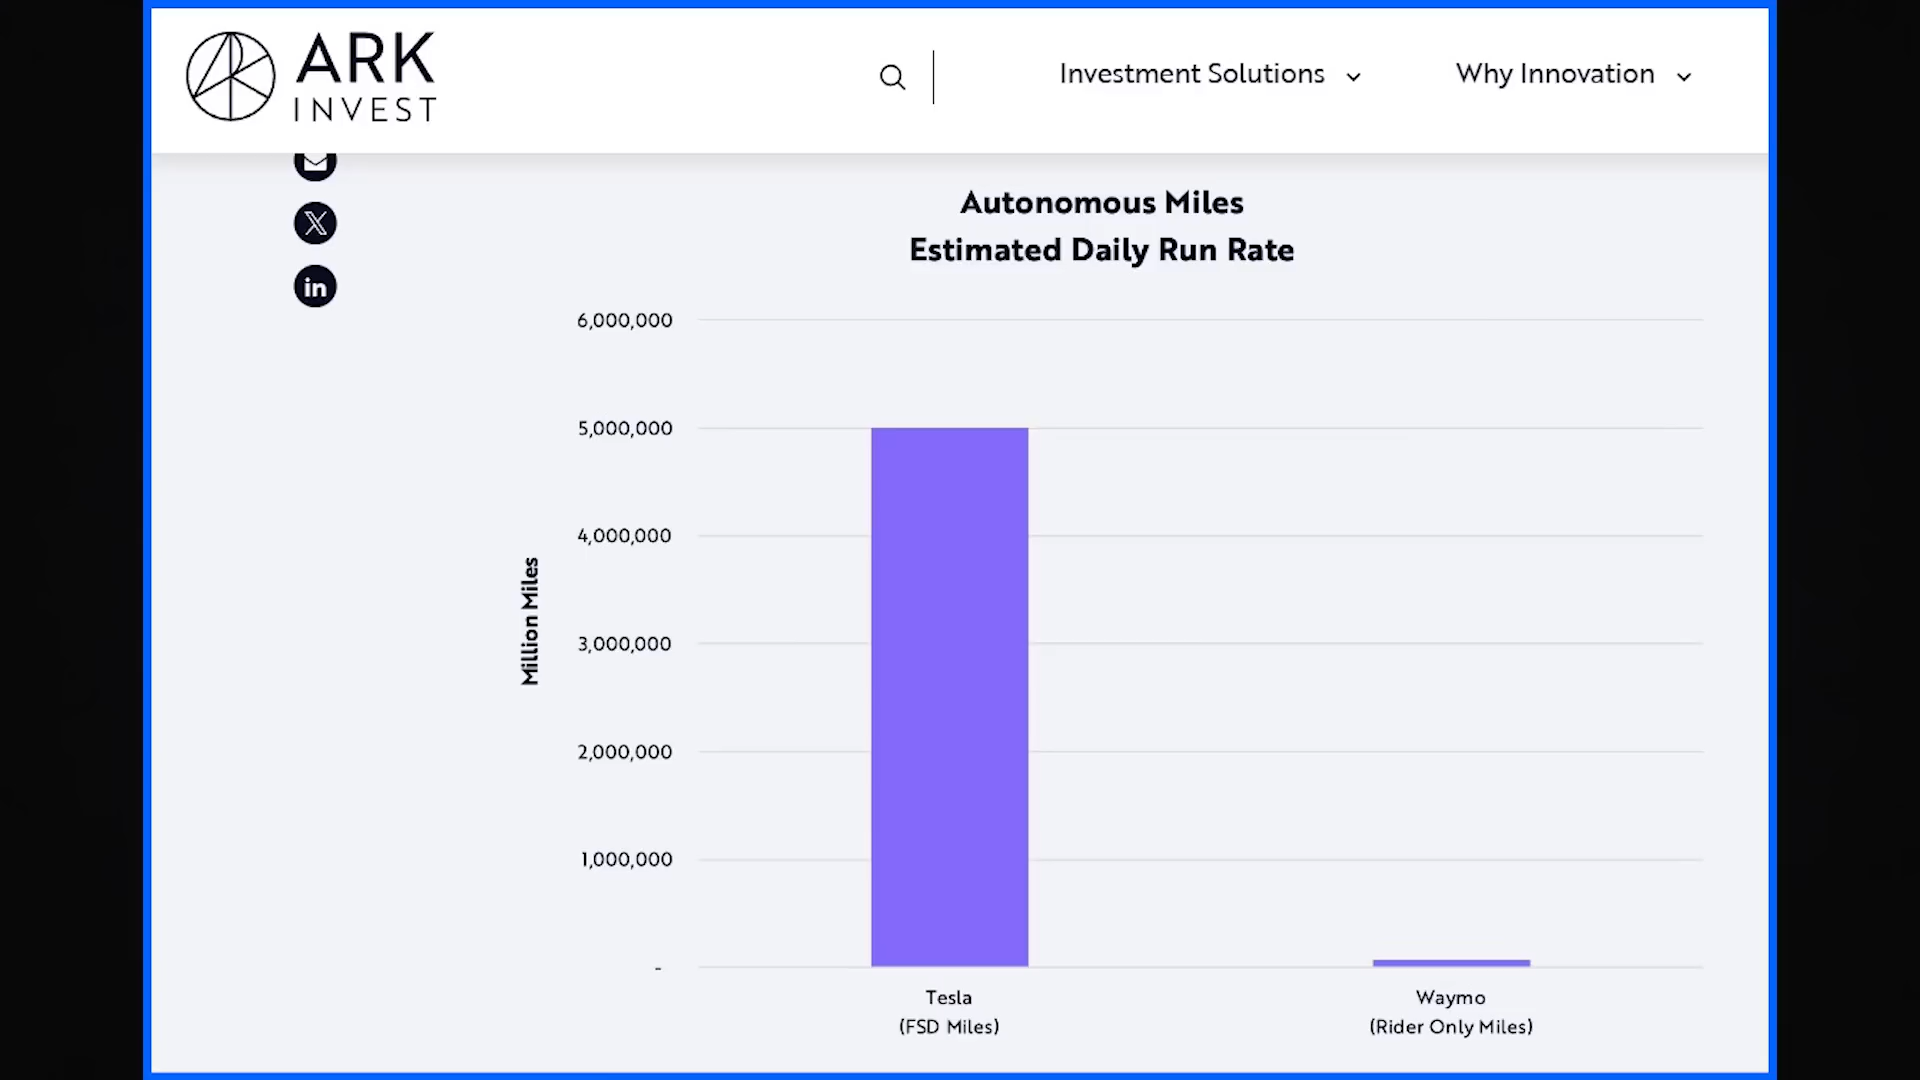 ARK
INVEST
Investment Solutions
Why Innovation
in
Autonomous Miles
Estimated Daily Run Rate
6,000,000
5,000,000
4,000,000
3,000,000
2,000,000
1,000,000
-
Million Miles
Tesla
(FSD Miles)
Waymo
(Rider Only Miles)